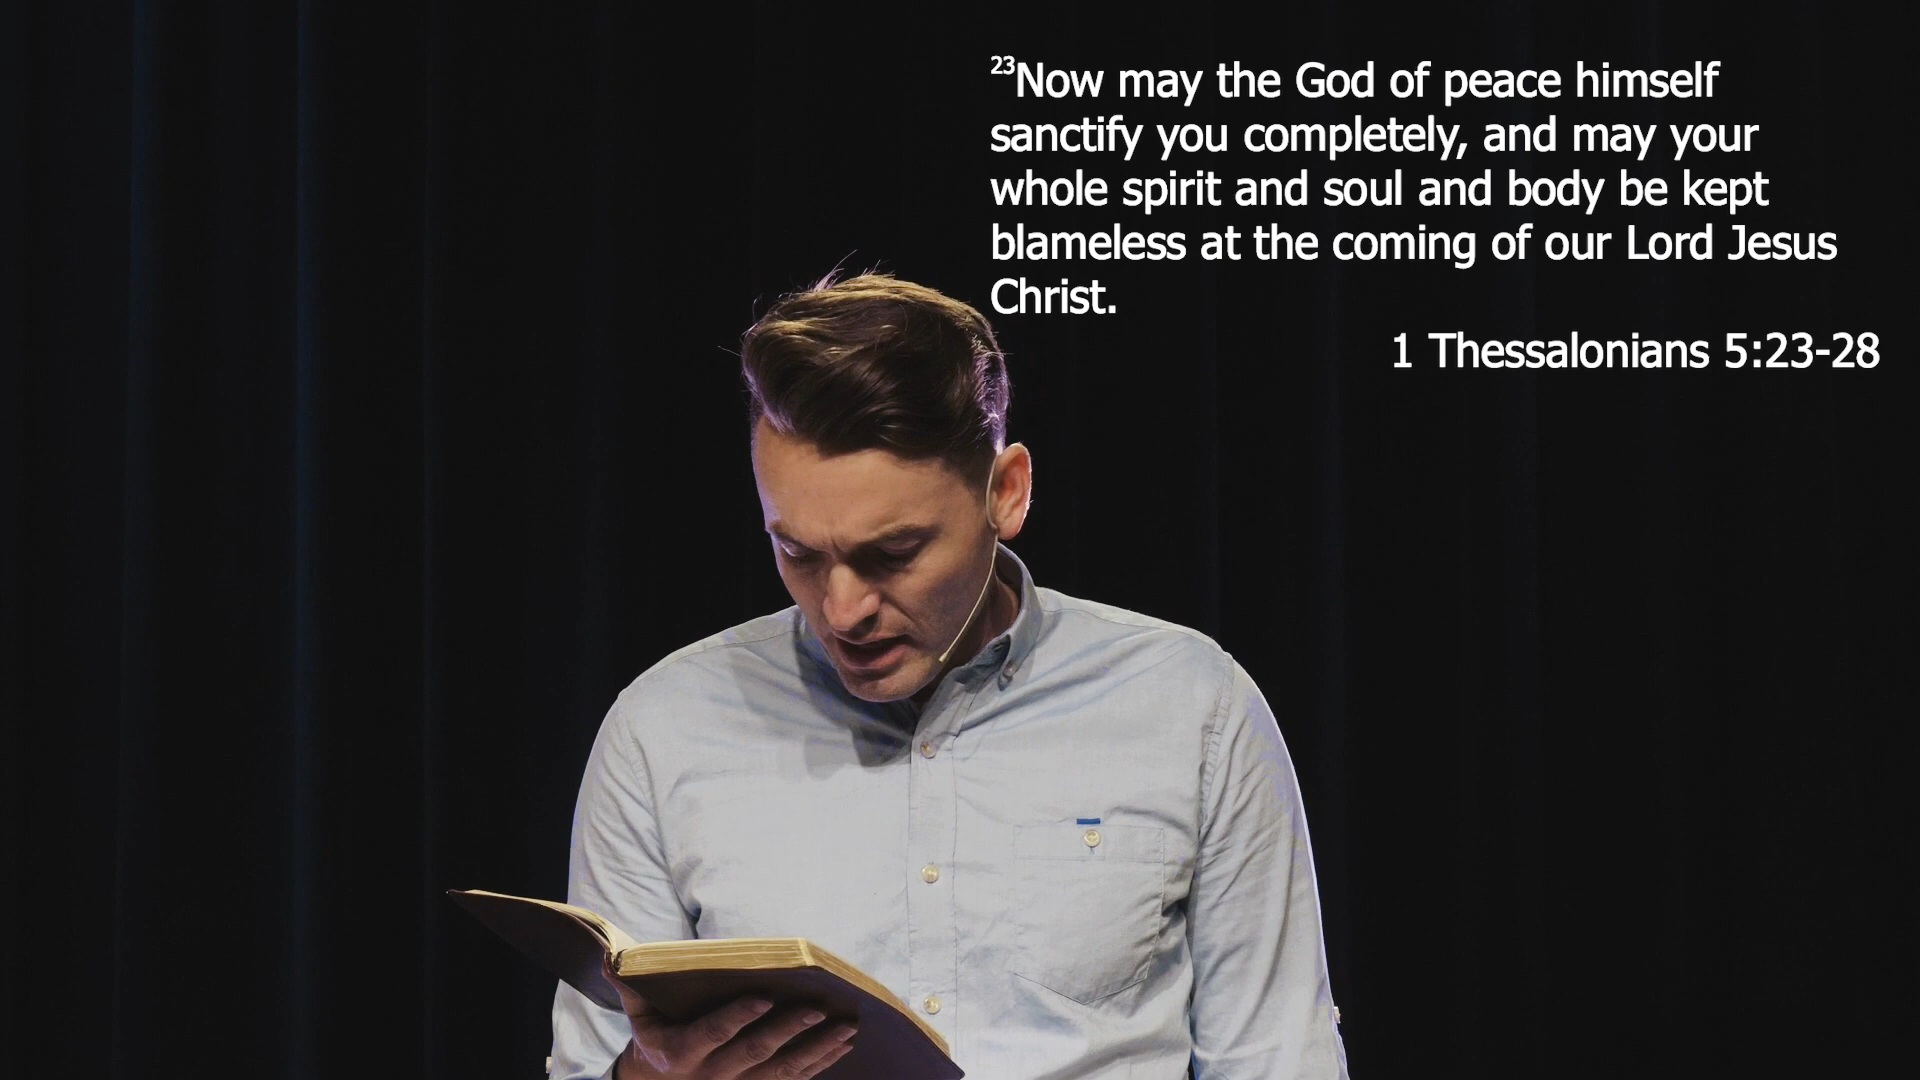 23Now may the God of peace himself
sanctify you completely, and may your
whole spirit and soul and body be kept
blameless at the coming of our Lord Jesus
Christ.
1 Thessalonians 5:23-28